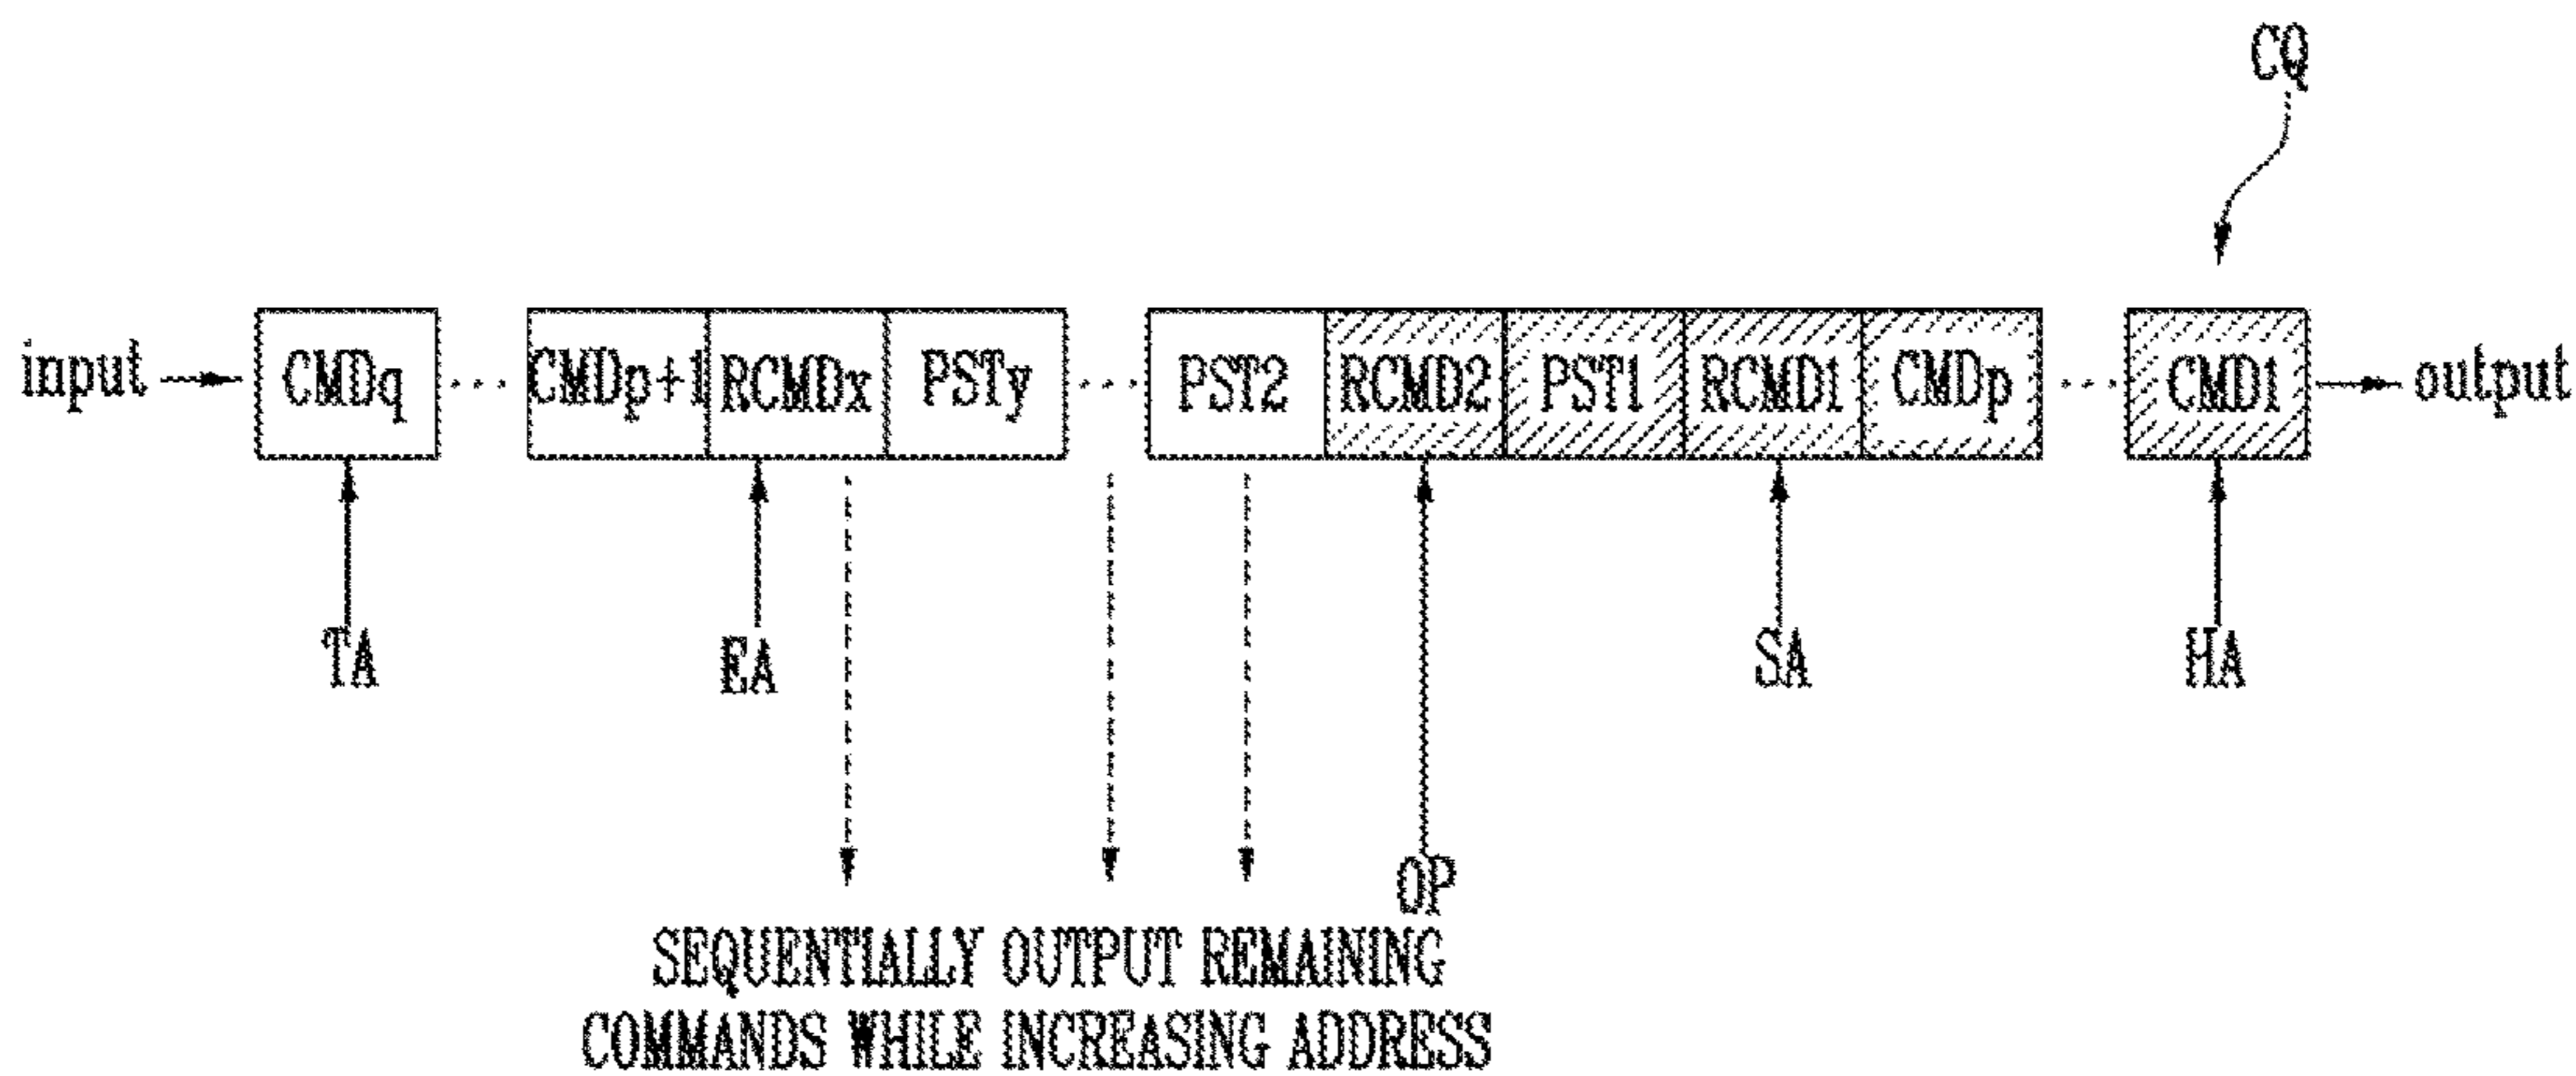 CQ
input CMDq ... CMDp+1 RCMDx PSTy ... PST2 RCMD2 PST1 RCMD1 CMDp ... CMD1 output
TA EA SA HA
OP
SEQUENTIALLY OUTPUT REMAINING
COMMANDS WHILE INCREASING ADDRESS